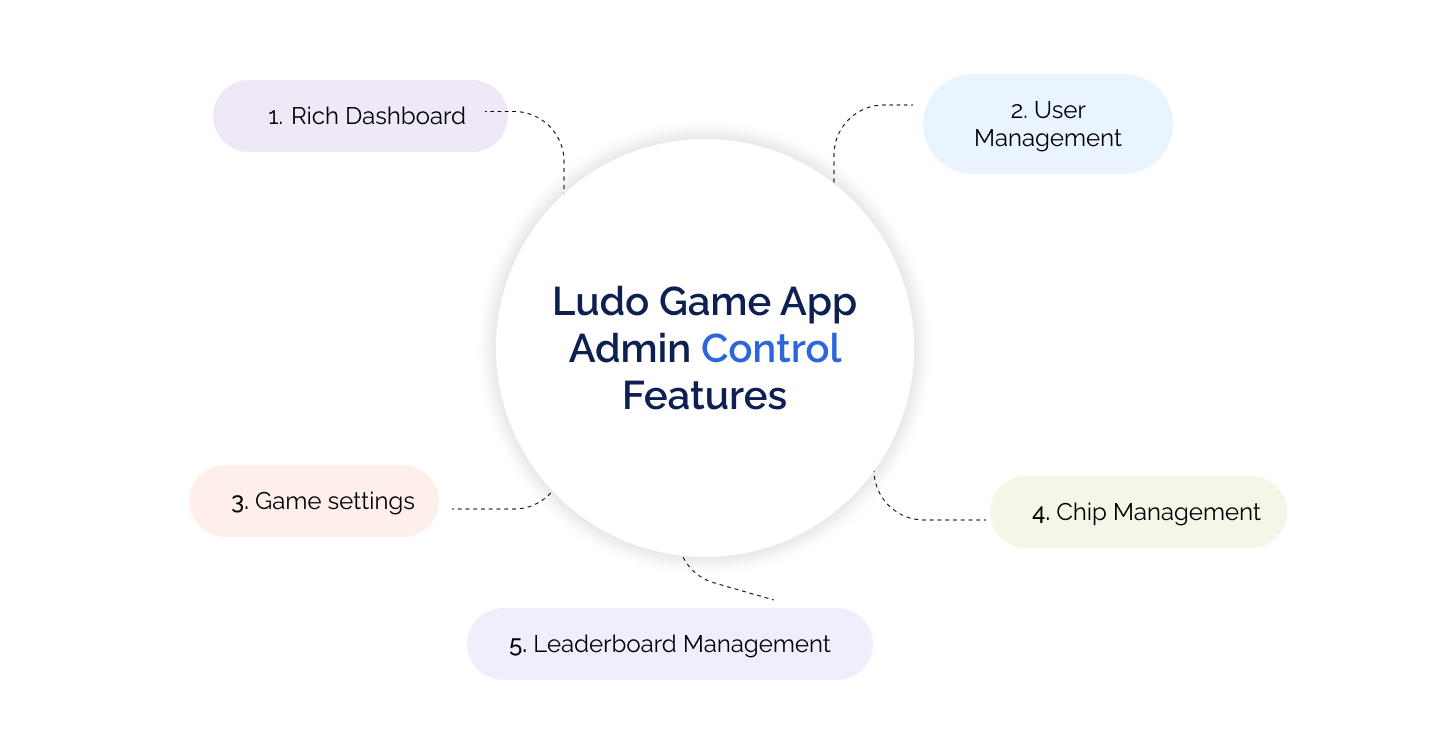 1. Rich Dashboard
2. User
Management
Ludo Game App
Admin Control
Features
3. Game settings
4. Chip Management
5. Leaderboard Management